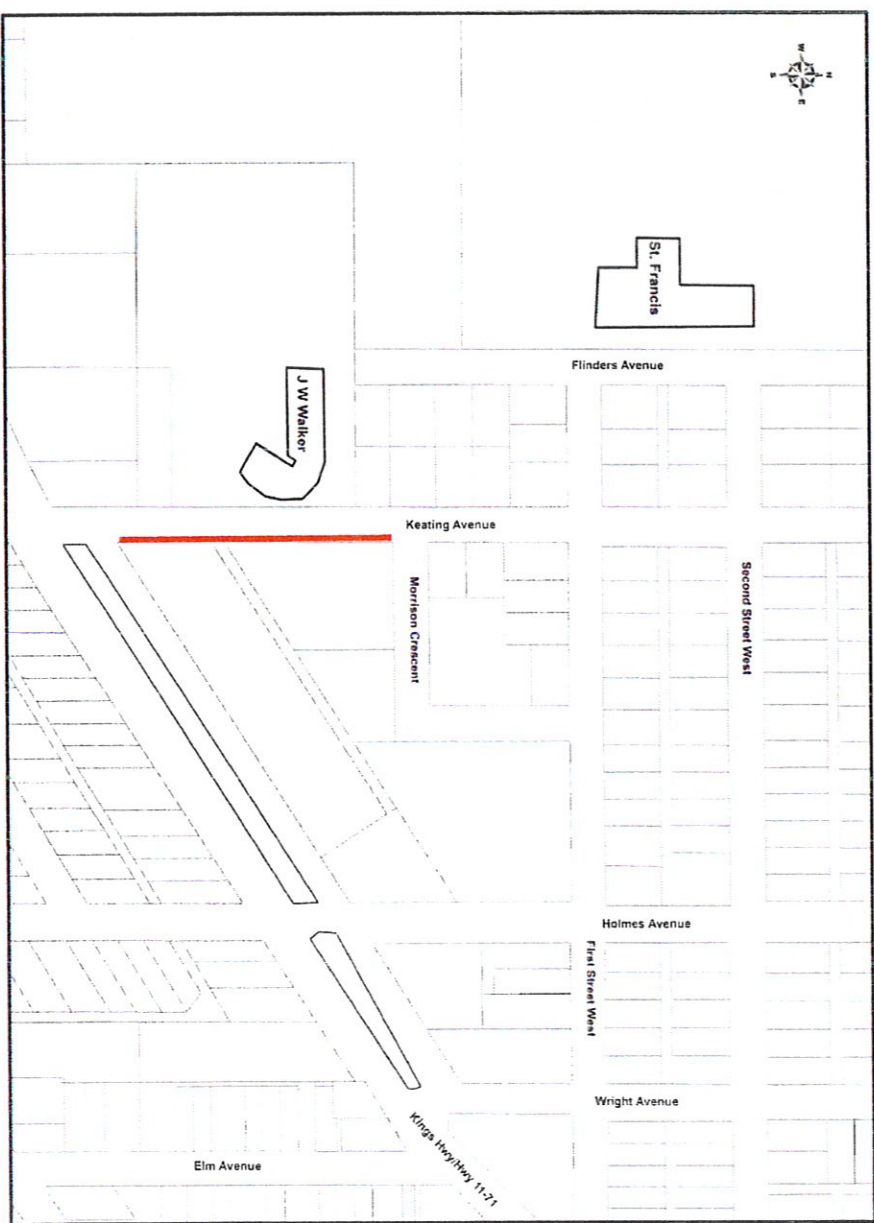 W
N
S
E
St. Francis
Flinders Avenue
J W Walker
Keating Avenue
Morrison Crescent
Second Street West
Holmes Avenue
First Street West
Wright Avenue
Kings Hwy/Hwy 11-71
Elm Avenue